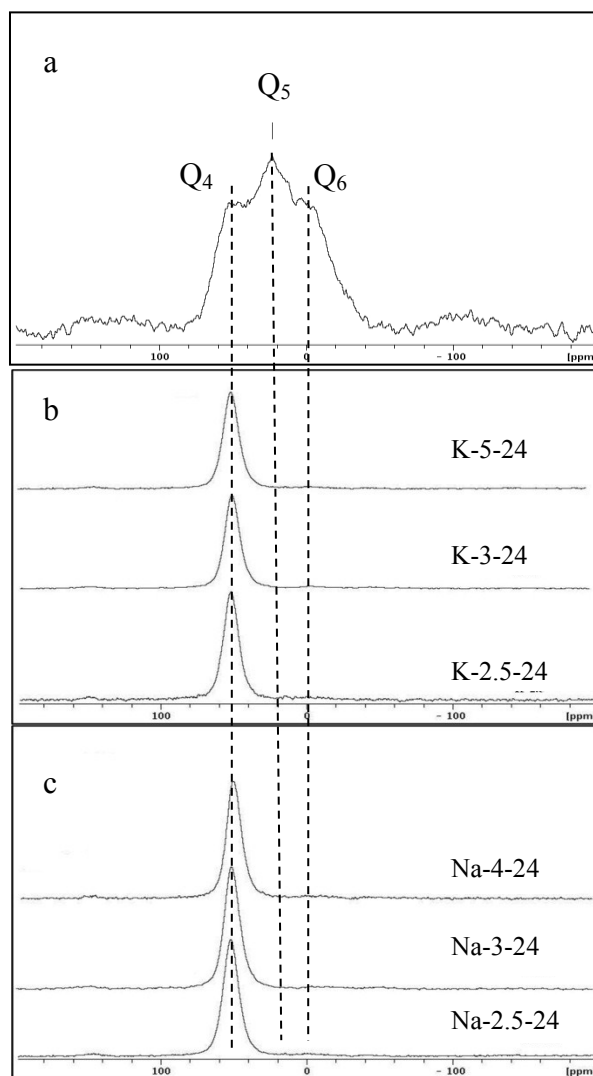 a
Q₅
Q₄
Q₆
100 0 - 100 [ppm]
b
K-5-24
K-3-24
K-2.5-24
100 0 - 100 [ppm
c
Na-4-24
Na-3-24
Na-2.5-24
100 0 - 100 [ppm